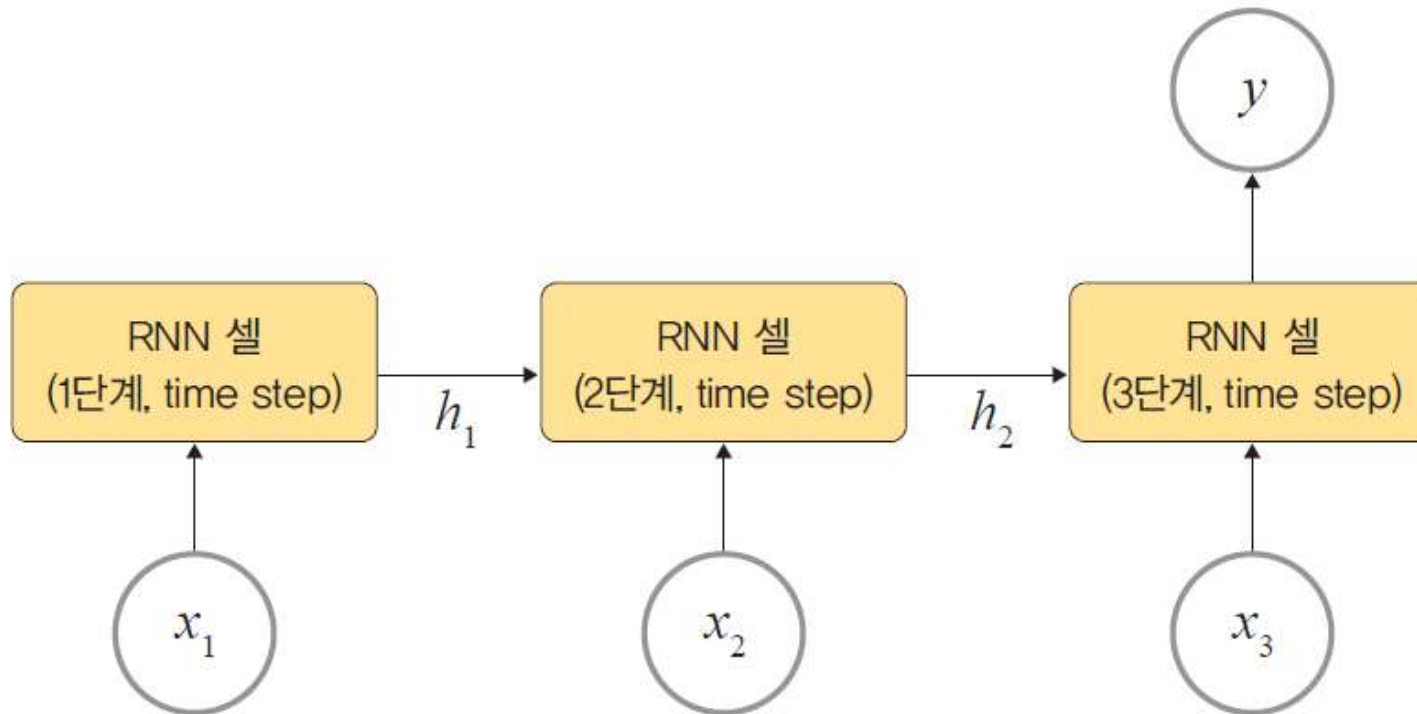 y
RNN 셀
(1단계, time step)
h₁
RNN 셀
(2단계, time step)
h₂
RNN 셀
(3단계, time step)
x₁
x₂
x₃